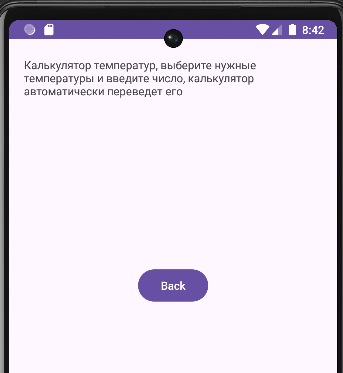 8:42
Калькулятор температур, выберите нужные
температуры и введите число, калькулятор
автоматически переведет его
Back